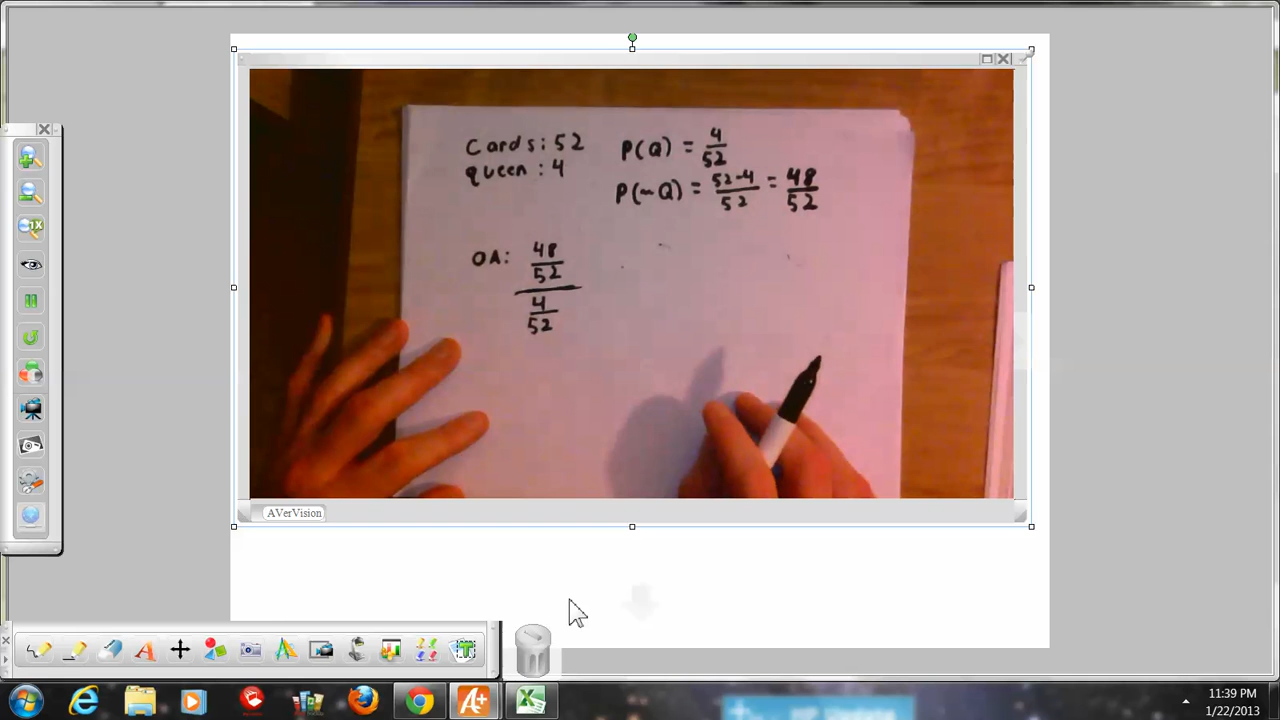 Cards: 52
queen: 4
P(Q) = 4/52
P(~Q) = 52-4/52 = 48/52
OA: 48/52 / 4/52
AVerVision
11:39 PM
1/22/2013